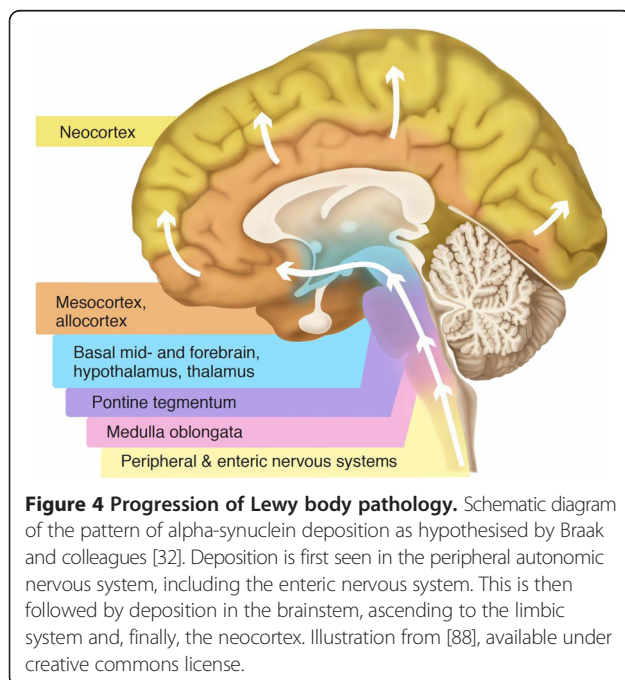 Neocortex
Mesocortex,
allocortex
Basal mid- and forebrain,
hypothalamus, thalamus
Pontine tegmentum
Medulla oblongata
Peripheral & enteric nervous systems
Figure 4 Progression of Lewy body pathology. Schematic diagram
of the pattern of alpha-synuclein deposition as hypothesised by Braak
and colleagues [32]. Deposition is first seen in the peripheral autonomic
nervous system, including the enteric nervous system. This is then
followed by deposition in the brainstem, ascending to the limbic
system and, finally, the neocortex. Illustration from [88], available under
creative commons license.